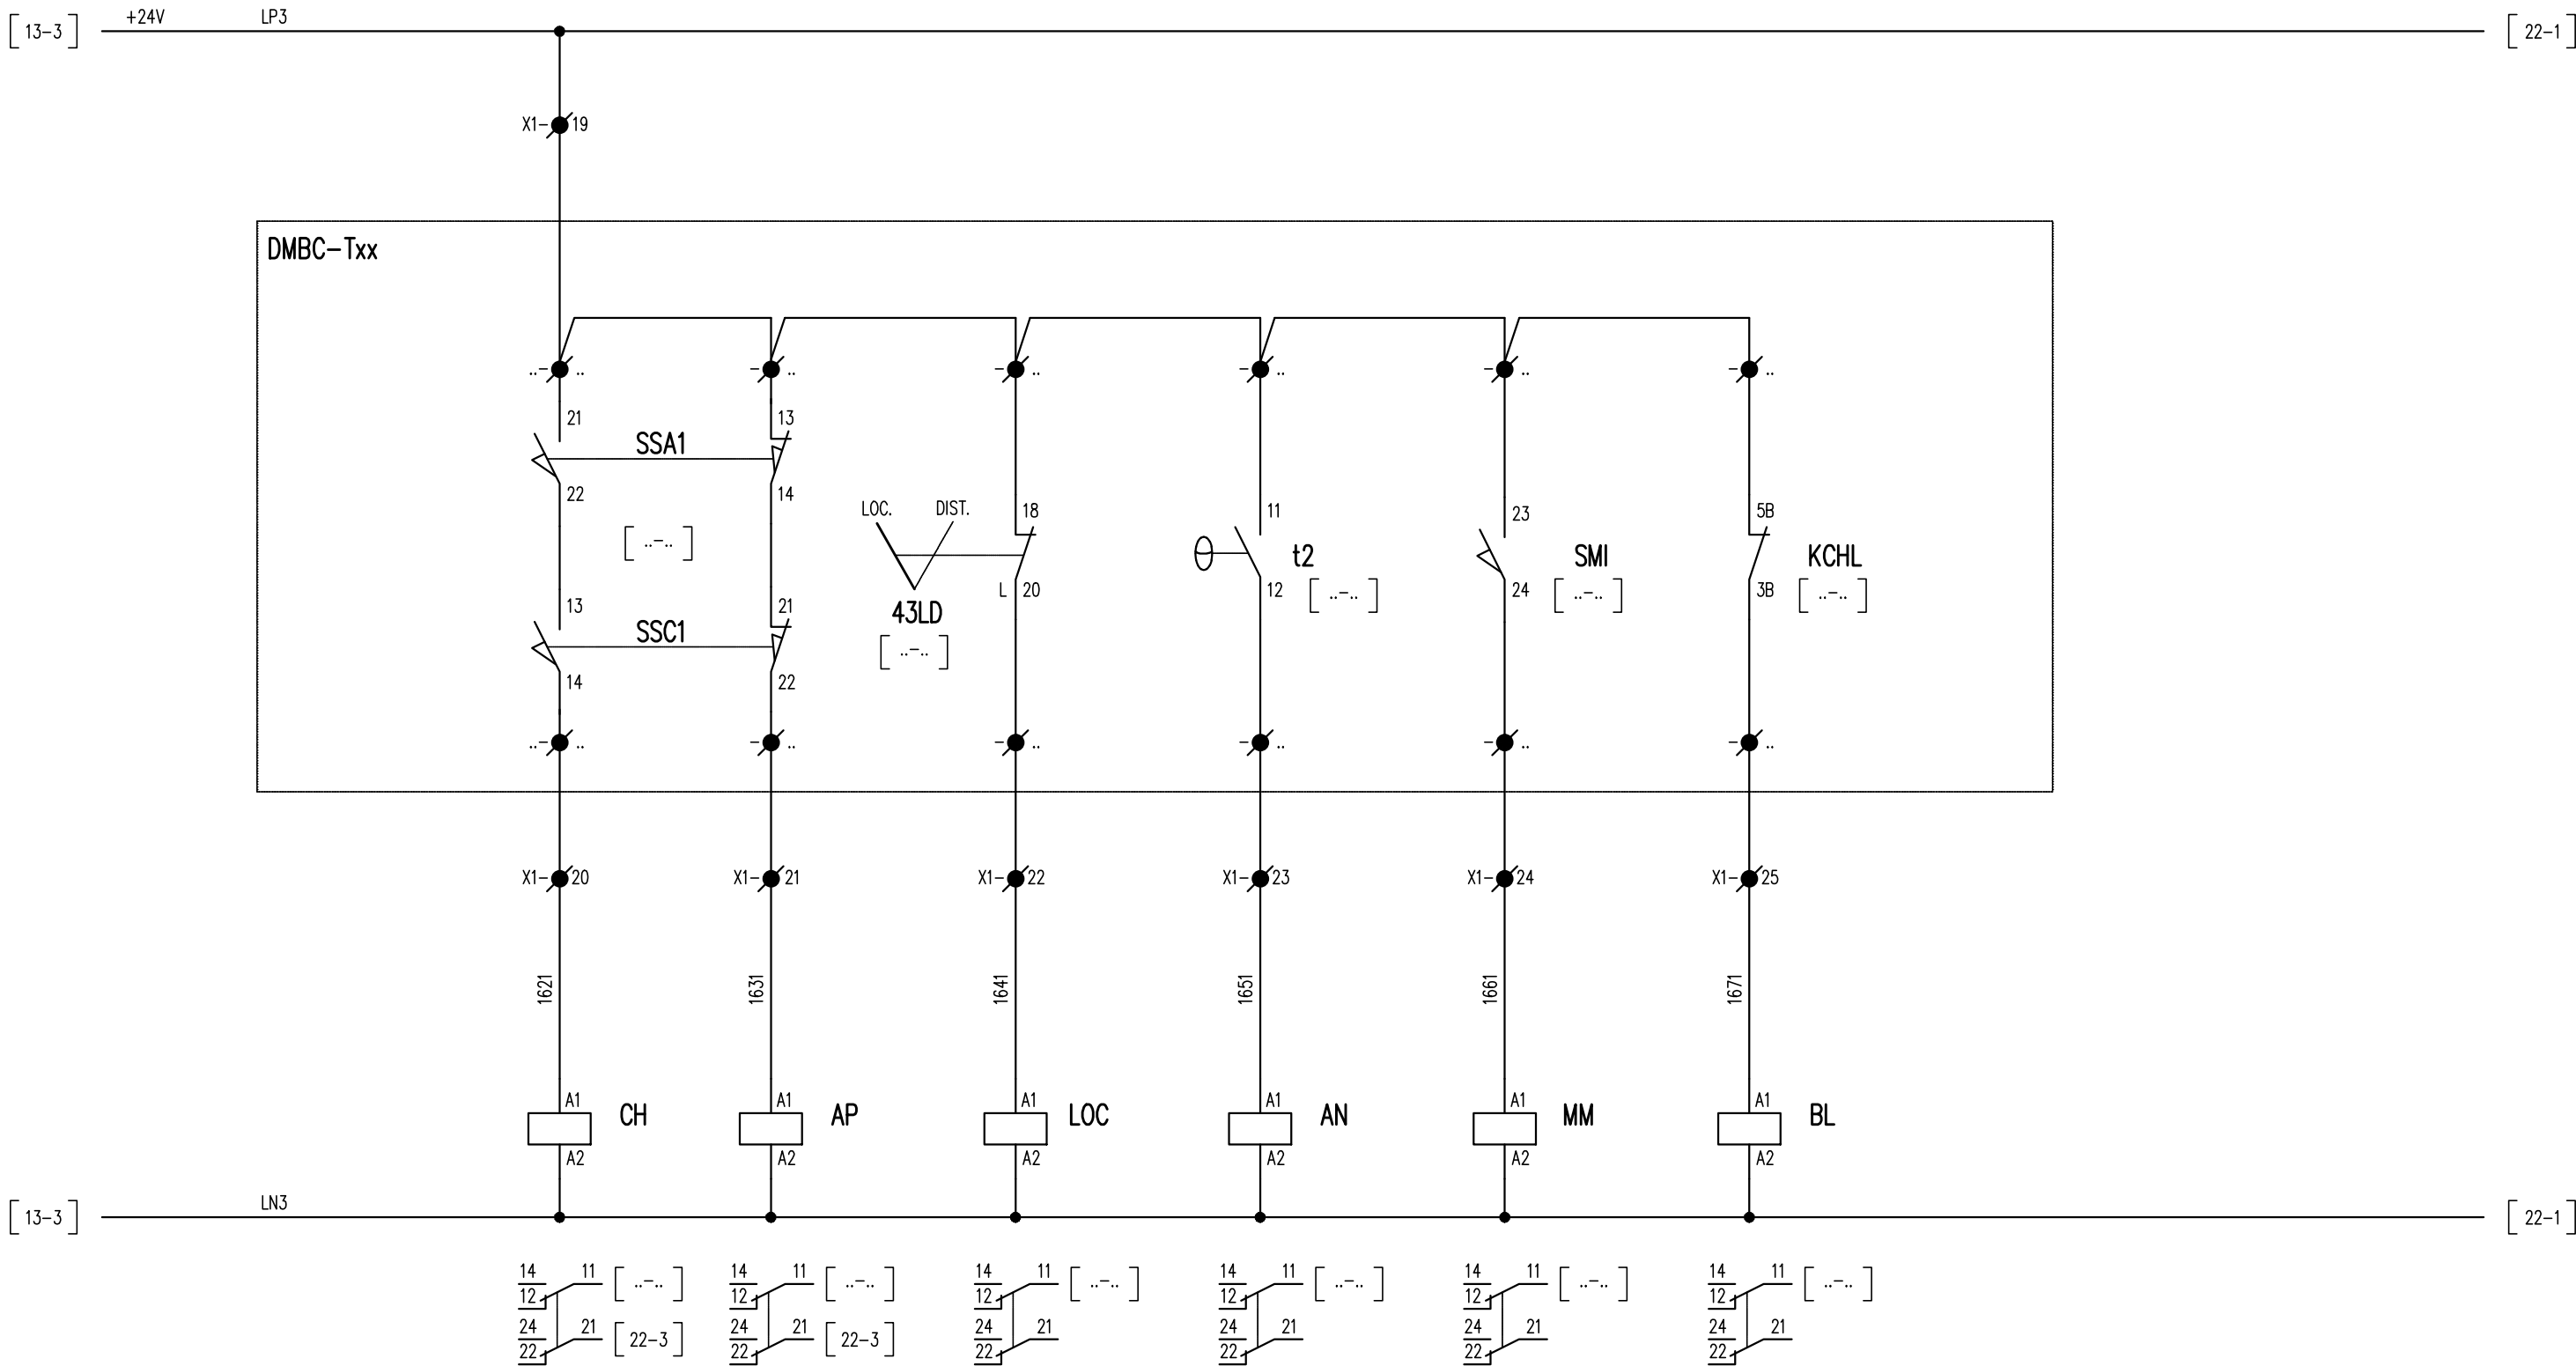 +24V LP3
[13-3] [22-1]
X1- 19
DMBC-Txx
..- .. - .. - .. - .. - .. - ..
21 13
SSA1
22 14
LOC. DIST. 18 11 23 5B
[..-..] t2 SMI KCHL
L 20 12 [..-..] 24 [..-..] 3B [..-..]
13 21
43LD
SSC1
[..-..]
14 22
..- .. - .. - .. - .. - .. - ..
X1- 20 X1- 21 X1- 22 X1- 23 X1- 24 X1- 25
1621 1631 1641 1651 1661 1671
A1 A1 A1 A1 A1 A1
CH AP LOC AN MM BL
A2 A2 A2 A2 A2 A2
LN3
[13-3] [22-1]
14 11 [..-..] 14 11 [..-..] 14 11 [..-..] 14 11 [..-..] 14 11 [..-..] 14 11 [..-..]
12 12 12 12 12 12
24 21 [22-3] 24 21 [22-3] 24 21 24 21 24 21 24 21
22 22 22 22 22 22